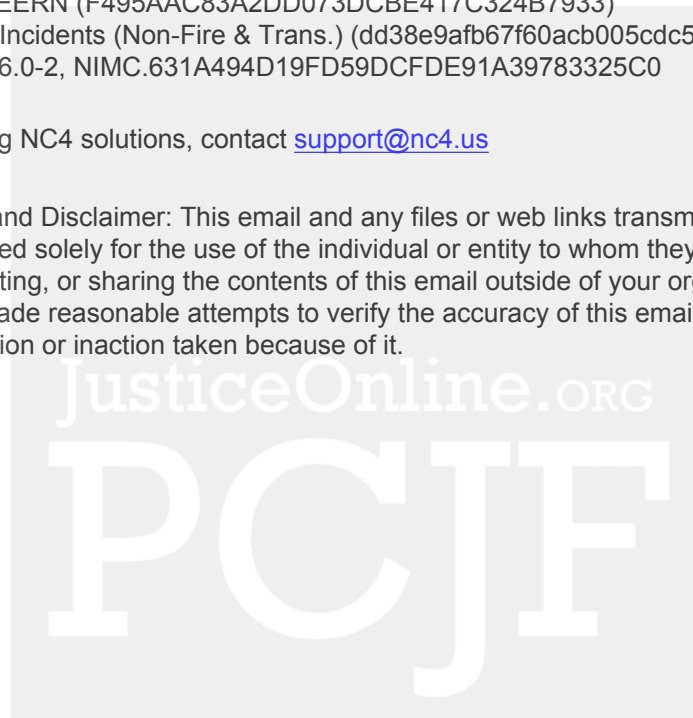 EERN (F495AAC83A2DD073DCBE417C324B7933)
Incidents (Non-Fire & Trans.) (dd38e9afb67f60acb005cdc5
6.0-2, NIMC.631A494D19FD59DCFDE91A39783325C0
g NC4 solutions, contact support@nc4.us
and Disclaimer: This email and any files or web links transm
ed solely for the use of the individual or entity to whom they
ting, or sharing the contents of this email outside of your org
ade reasonable attempts to verify the accuracy of this emai
ion or inaction taken because of it.
JusticeOnline.ORG
PCJF